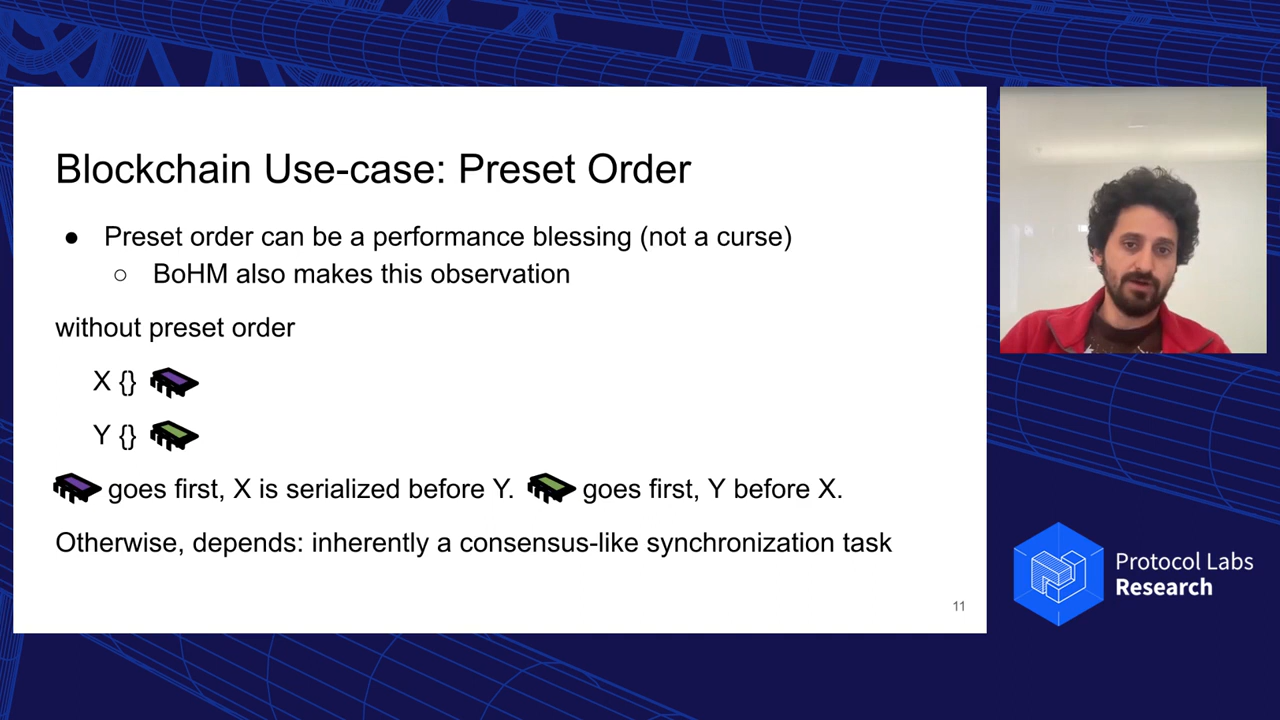 Blockchain Use-case: Preset Order
● Preset order can be a performance blessing (not a curse)
○ BoHM also makes this observation
without preset order
X {}
Y {}
goes first, X is serialized before Y. goes first, Y before X.
Otherwise, depends: inherently a consensus-like synchronization task
11
Protocol Labs
Research